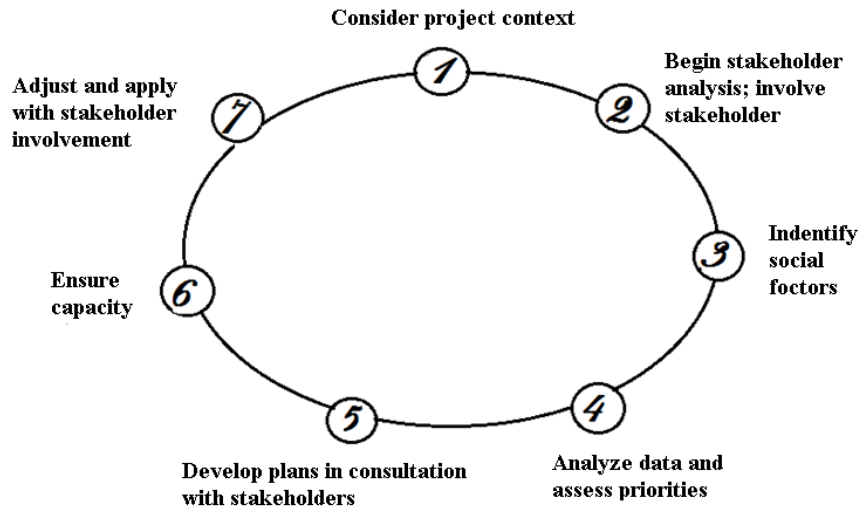 Consider project context
1
Begin stakeholder
analysis; involve
stakeholder
2
Indentify
social
foctors
3
Analyze data and
assess priorities
4
Develop plans in consultation
with stakeholders
5
Ensure
capacity
6
Adjust and apply
with stakeholder
involvement
7